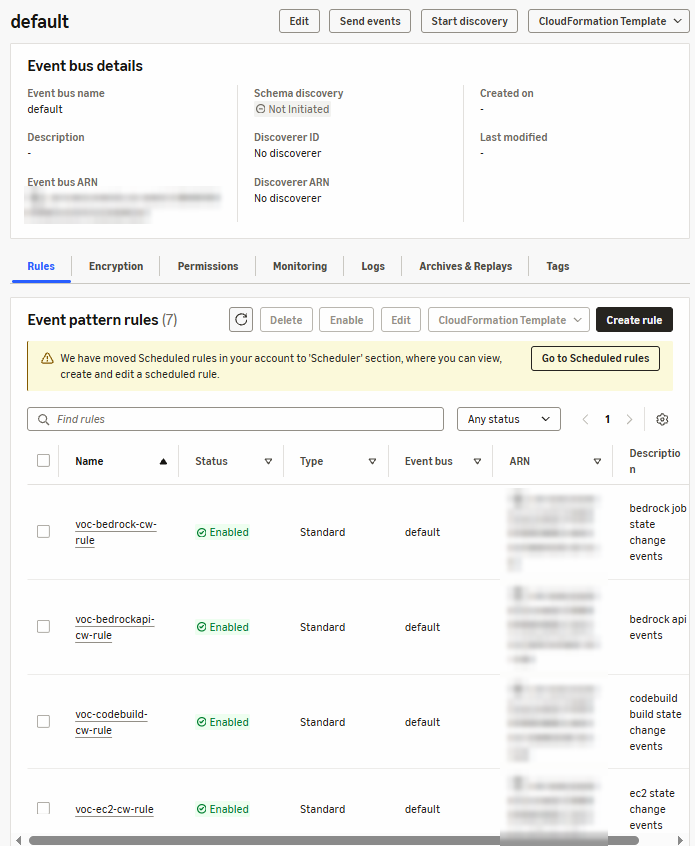 default
Edit
Send events
Start discovery
CloudFormation Template
Event bus details
Event bus name
default
Description
-
Event bus ARN
Schema discovery
Not Initiated
Discoverer ID
No discoverer
Discoverer ARN
No discoverer
Created on
-
Last modified
-
Rules
Encryption
Permissions
Monitoring
Logs
Archives & Replays
Tags
Event pattern rules (7)
Delete
Enable
Edit
CloudFormation Template
Create rule
We have moved Scheduled rules in your account to 'Scheduler' section, where you can view,
create and edit a scheduled rule.
Go to Scheduled rules
Find rules
Any status
1
Name
Status
Type
Event bus
ARN
Descriptio
n
voc-bedrock-cw-
rule
Enabled
Standard
default
bedrock job
state
change
events
voc-bedrockapi-
cw-rule
Enabled
Standard
default
bedrock api
events
voc-codebuild-
cw-rule
Enabled
Standard
default
codebuild
build state
change
events
voc-ec2-cw-rule
Enabled
Standard
default
ec2 state
change
events